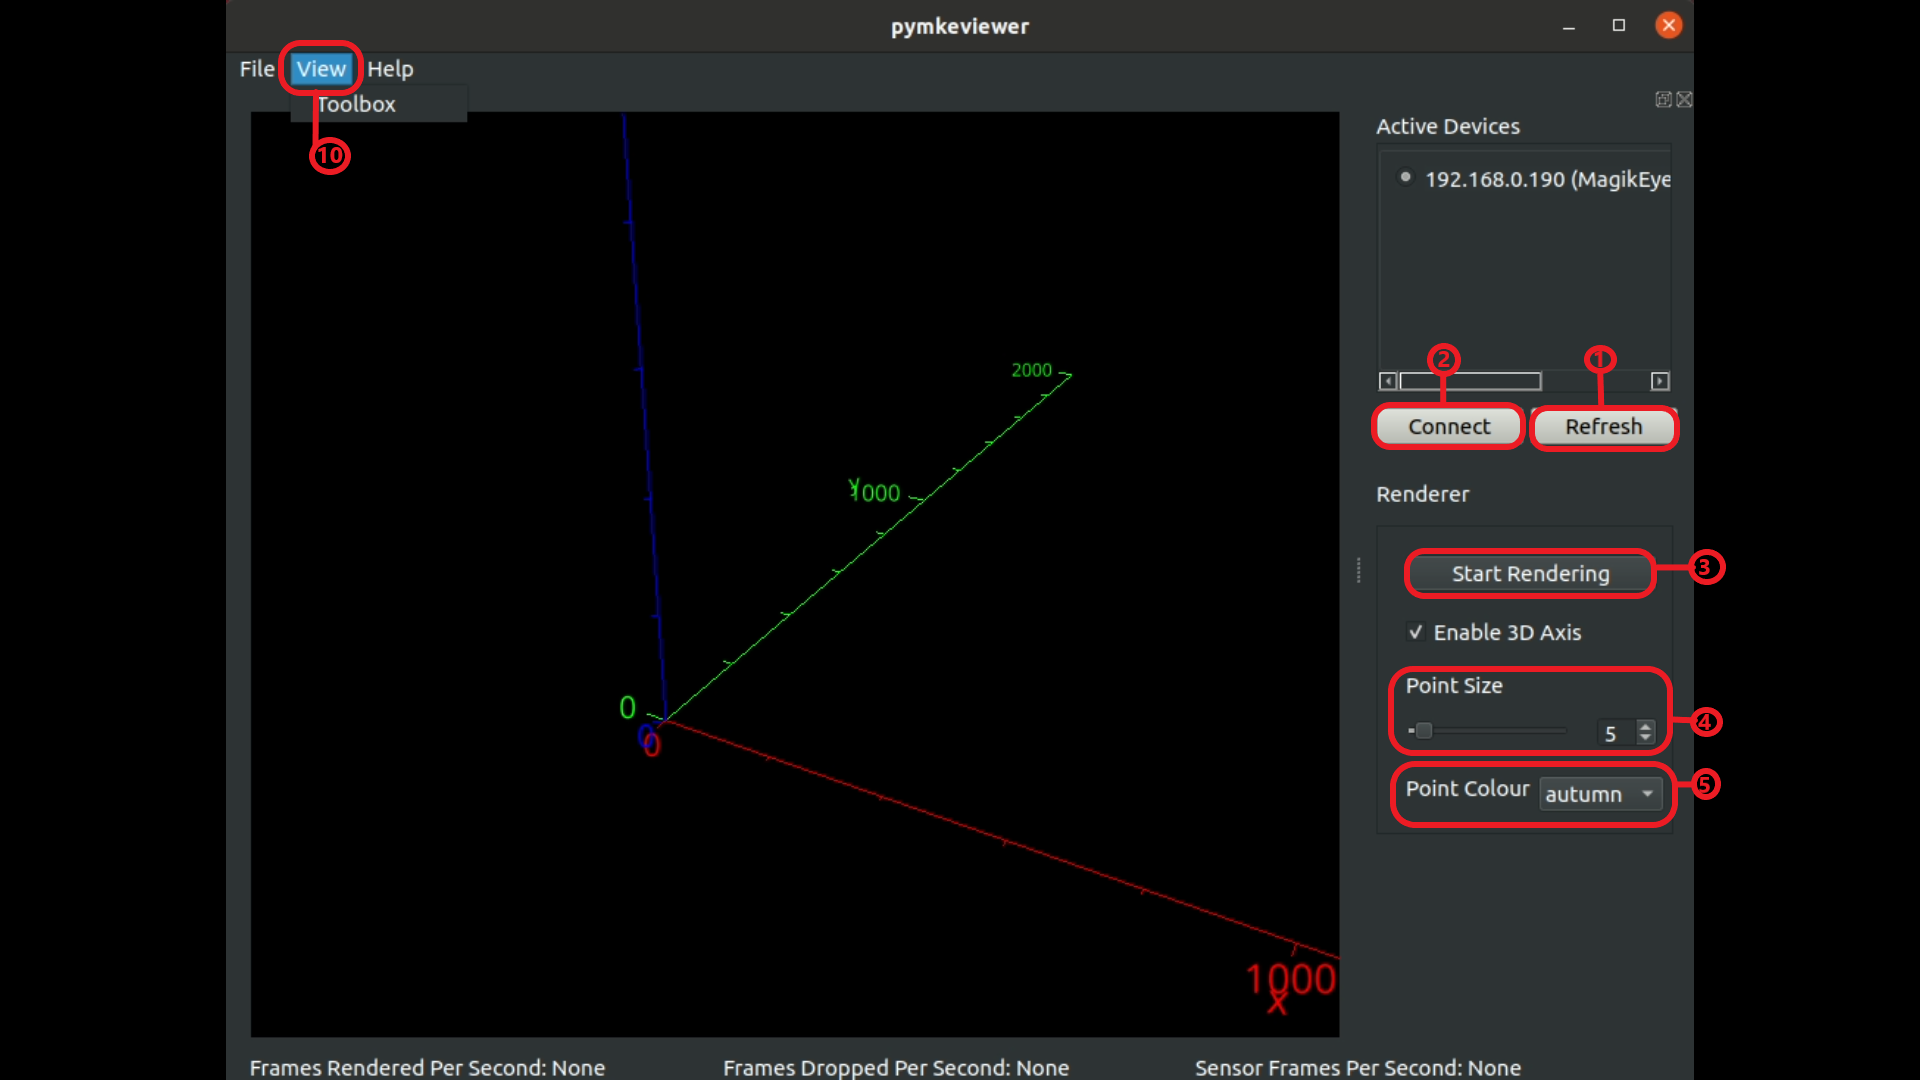 pymkeviewer
File View Help
Toolbox
10
Active Devices
192.168.0.190 (MagikEye
2 1
Connect Refresh
Renderer
Start Rendering 3
Enable 3D Axis
Point Size
5 4
Point Colour autumn 5
2000
Y
1000
0
0
0
1000
X
Frames Rendered Per Second: None Frames Dropped Per Second: None Sensor Frames Per Second: None